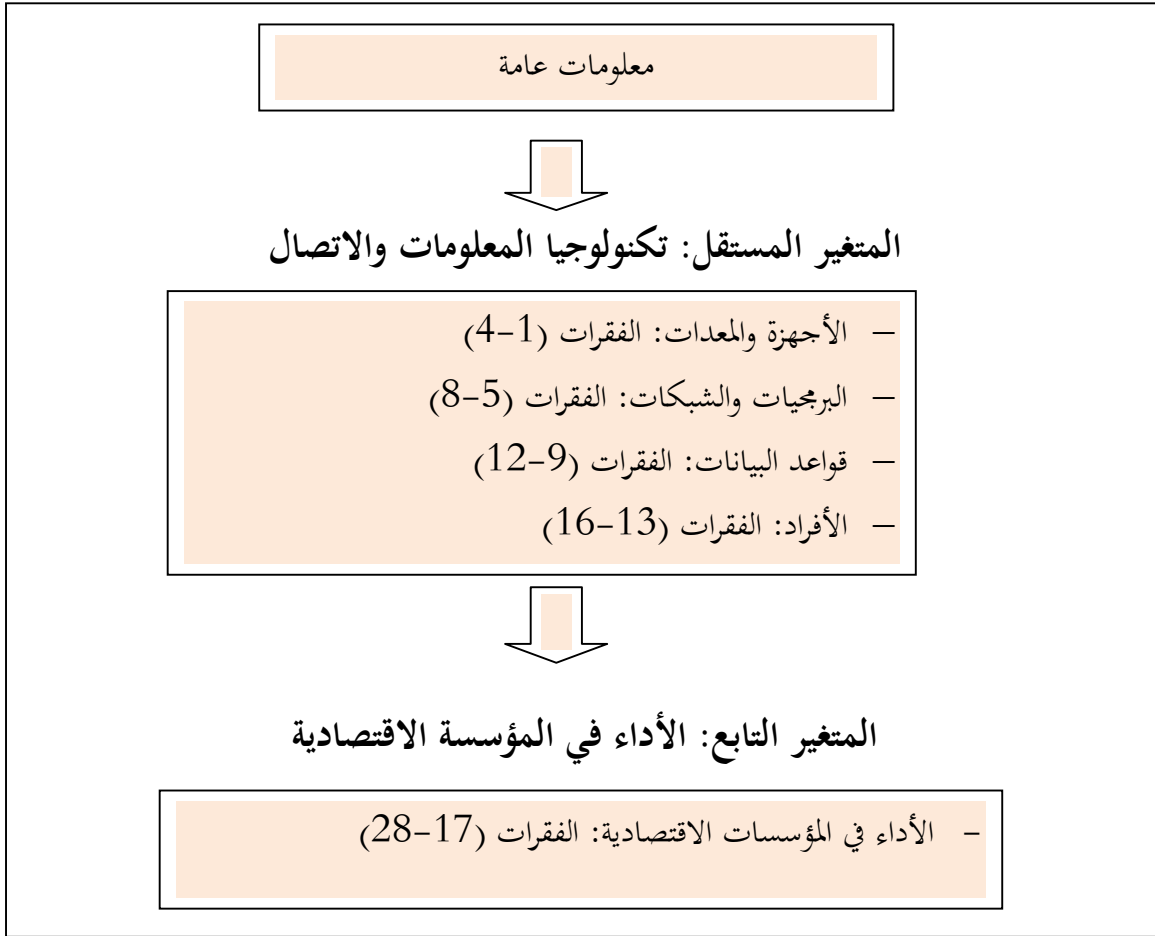 معلومات عامة
المتغير المستقل: تكنولوجيا المعلومات والاتصال
– الأجهزة والمعدات: الفقرات (1-4)
– البرمجيات والشبكات: الفقرات (5-8)
– قواعد البيانات: الفقرات (9-12)
– الأفراد: الفقرات (13-16)
المتغير التابع: الأداء في المؤسسة الاقتصادية
- الأداء في المؤسسات الاقتصادية: الفقرات (17-28)